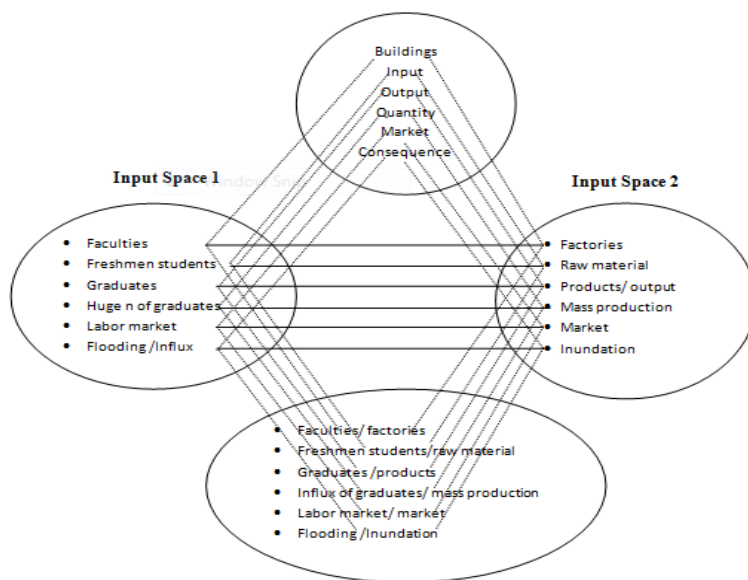 Buildings
Input
Output
Quantity
Market
Consequence
Input Space 1
Input Space 2
• Faculties
• Freshmen students
• Graduates
• Huge n of graduates
• Labor market
• Flooding /Influx
• Factories
• Raw material
• Products/ output
• Mass production
• Market
• Inundation
• Faculties/ factories
• Freshmen students/raw material
• Graduates /products
• Influx of graduates/ mass production
• Labor market/ market
• Flooding /Inundation